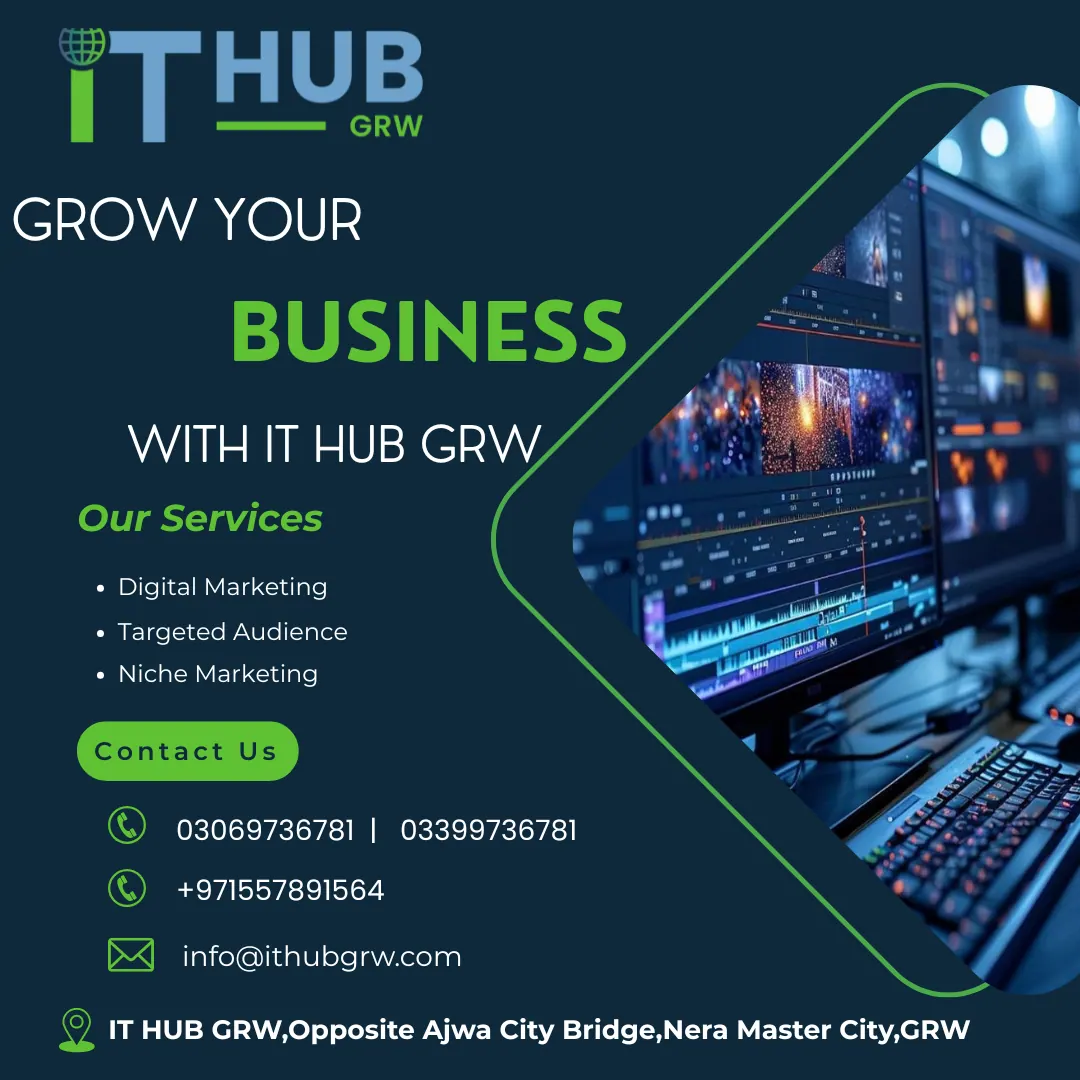 iT HUB
GRW
GROW YOUR
BUSINESS
WITH IT HUB GRW
Our Services
• Digital Marketing
• Targeted Audience
• Niche Marketing
Contact Us
03069736781 | 03399736781
+971557891564
info@ithubgrw.com
IT HUB GRW,Opposite Ajwa City Bridge,Nera Master City,GRW